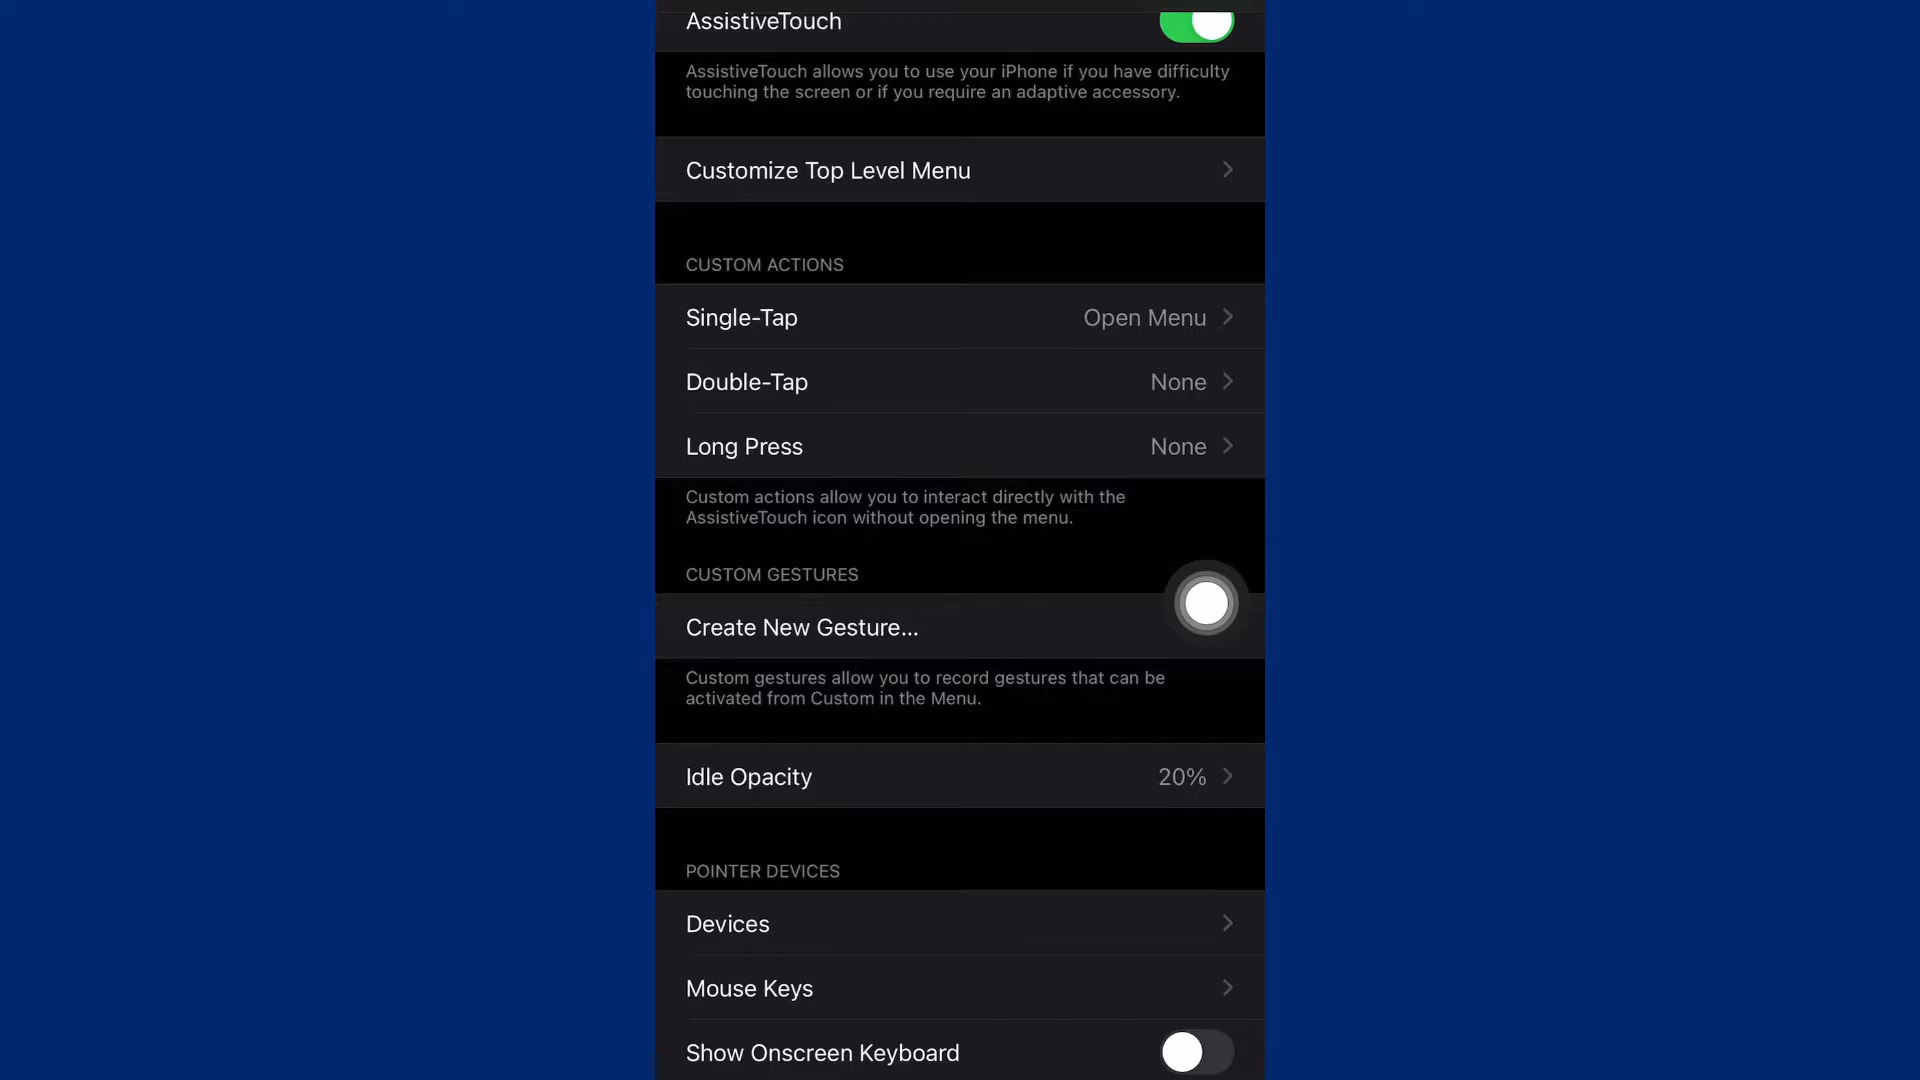 AssistiveTouch
AssistiveTouch allows you to use your iPhone if you have difficulty
touching the screen or if you require an adaptive accessory.
Customize Top Level Menu
CUSTOM ACTIONS
Single-Tap Open Menu
Double-Tap None
Long Press None
Custom actions allow you to interact directly with the
AssistiveTouch icon without opening the menu.
CUSTOM GESTURES
Create New Gesture...
Custom gestures allow you to record gestures that can be
activated from Custom in the Menu.
Idle Opacity 20%
POINTER DEVICES
Devices
Mouse Keys
Show Onscreen Keyboard